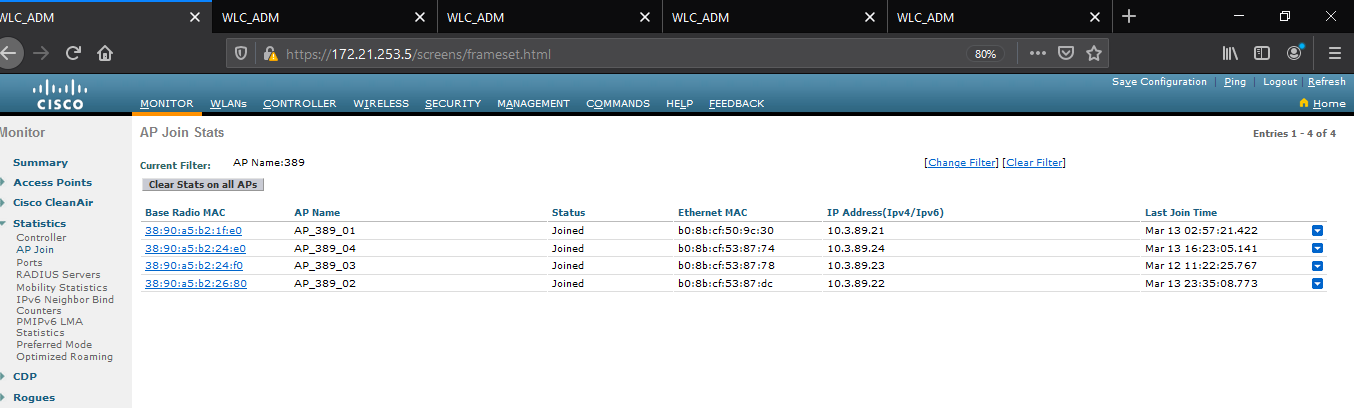 WLC_ADM WLC_ADM WLC_ADM WLC_ADM WLC_ADM
https://172.21.253.5/screens/frameset.html 80%
Save Configuration | Ping | Logout | Refresh
CISCO MONITOR WLANs CONTROLLER WIRELESS SECURITY MANAGEMENT COMMANDS HELP FEEDBACK Home
Monitor
Summary
Access Points
Cisco CleanAir
Statistics
Controller
AP Join
Ports
RADIUS Servers
Mobility Statistics
IPv6 Neighbor Bind
Counters
PMIPv6 LMA
Statistics
Preferred Mode
Optimized Roaming
CDP
Rogues
AP Join Stats Entries 1 - 4 of 4
Current Filter: AP Name:389 [Change Filter] [Clear Filter]
Clear Stats on all APs
Base Radio MAC AP Name Status Ethernet MAC IP Address(Ipv4/Ipv6) Last Join Time
38:90:a5:b2:1f:e0 AP_389_01 Joined b0:8b:cf:50:9c:30 10.3.89.21 Mar 13 02:57:21.422
38:90:a5:b2:24:e0 AP_389_04 Joined b0:8b:cf:53:87:74 10.3.89.24 Mar 13 16:23:05.141
38:90:a5:b2:24:f0 AP_389_03 Joined b0:8b:cf:53:87:78 10.3.89.23 Mar 12 11:22:25.767
38:90:a5:b2:26:80 AP_389_02 Joined b0:8b:cf:53:87:dc 10.3.89.22 Mar 13 23:35:08.773